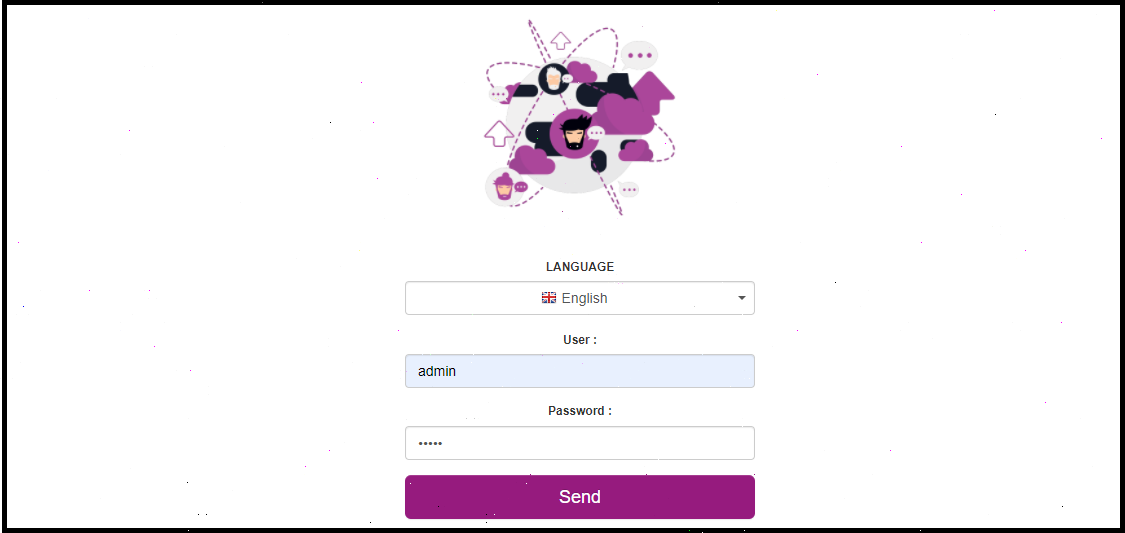 LANGUAGE
English
User :
admin
Password :
•••••
Send